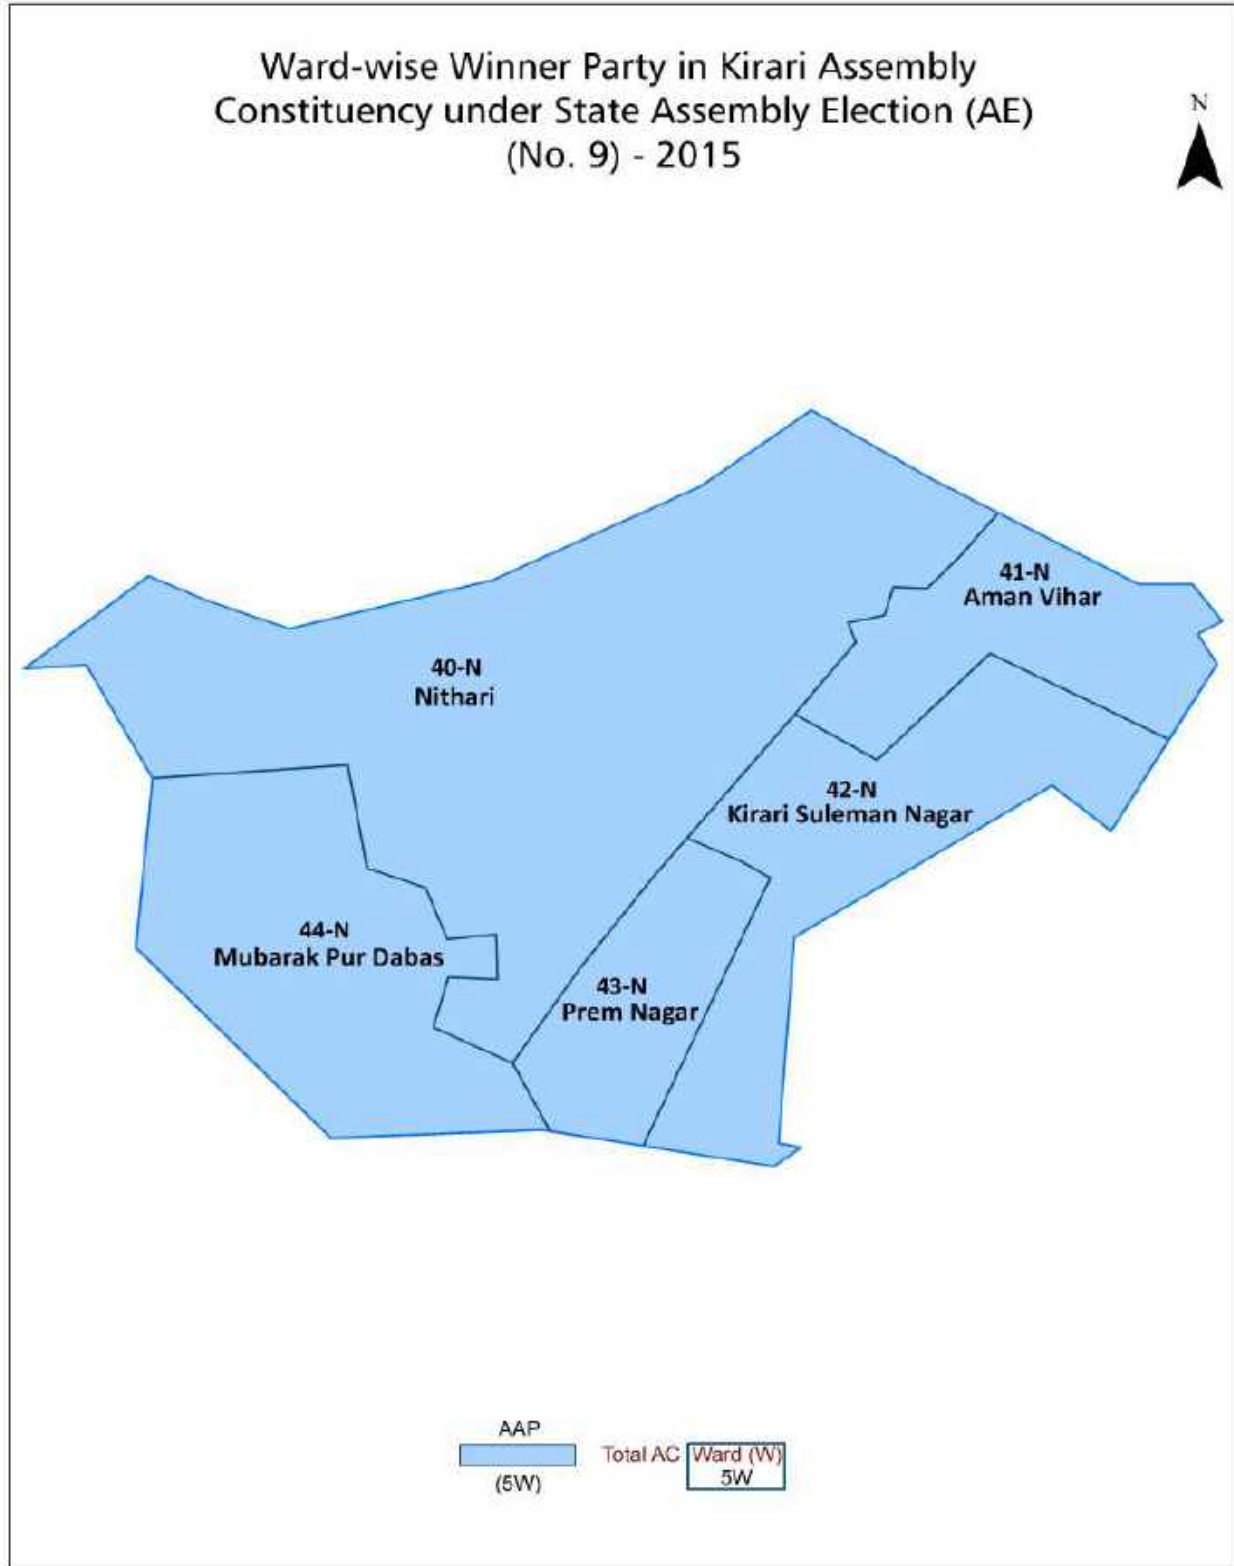 Ward-wise Winner Party in Kirari Assembly
Constituency under State Assembly Election (AE)
(No. 9) - 2015
N
41-N
Aman Vihar
40-N
Nithari
42-N
Kirari Suleman Nagar
44-N
Mubarak Pur Dabas
43-N
Prem Nagar
AAP
(5W)
Total AC
Ward (W)
5W